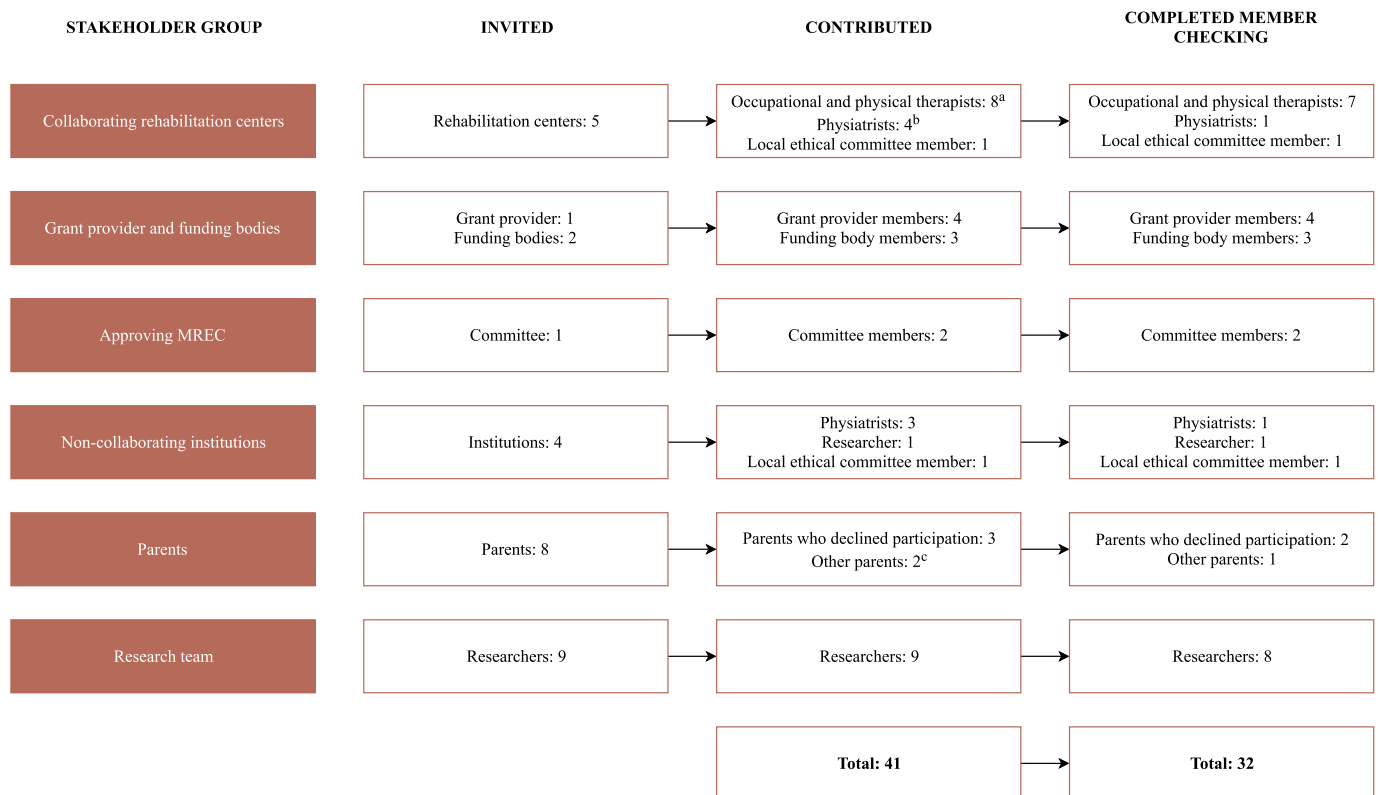 STAKEHOLDER GROUP
INVITED
CONTRIBUTED
COMPLETED MEMBER
CHECKING
Collaborating rehabilitation centers
Rehabilitation centers: 5
Occupational and physical therapists: 8ᵃ
Physiatrists: 4ᵇ
Local ethical committee member: 1
Occupational and physical therapists: 7
Physiatrists: 1
Local ethical committee member: 1
Grant provider and funding bodies
Grant provider: 1
Funding bodies: 2
Grant provider members: 4
Funding body members: 3
Grant provider members: 4
Funding body members: 3
Approving MREC
Committee: 1
Committee members: 2
Committee members: 2
Non-collaborating institutions
Institutions: 4
Physiatrists: 3
Researcher: 1
Local ethical committee member: 1
Physiatrists: 1
Researcher: 1
Local ethical committee member: 1
Parents
Parents: 8
Parents who declined participation: 3
Other parents: 2ᶜ
Parents who declined participation: 2
Other parents: 1
Research team
Researchers: 9
Researchers: 9
Researchers: 8
Total: 41
Total: 32